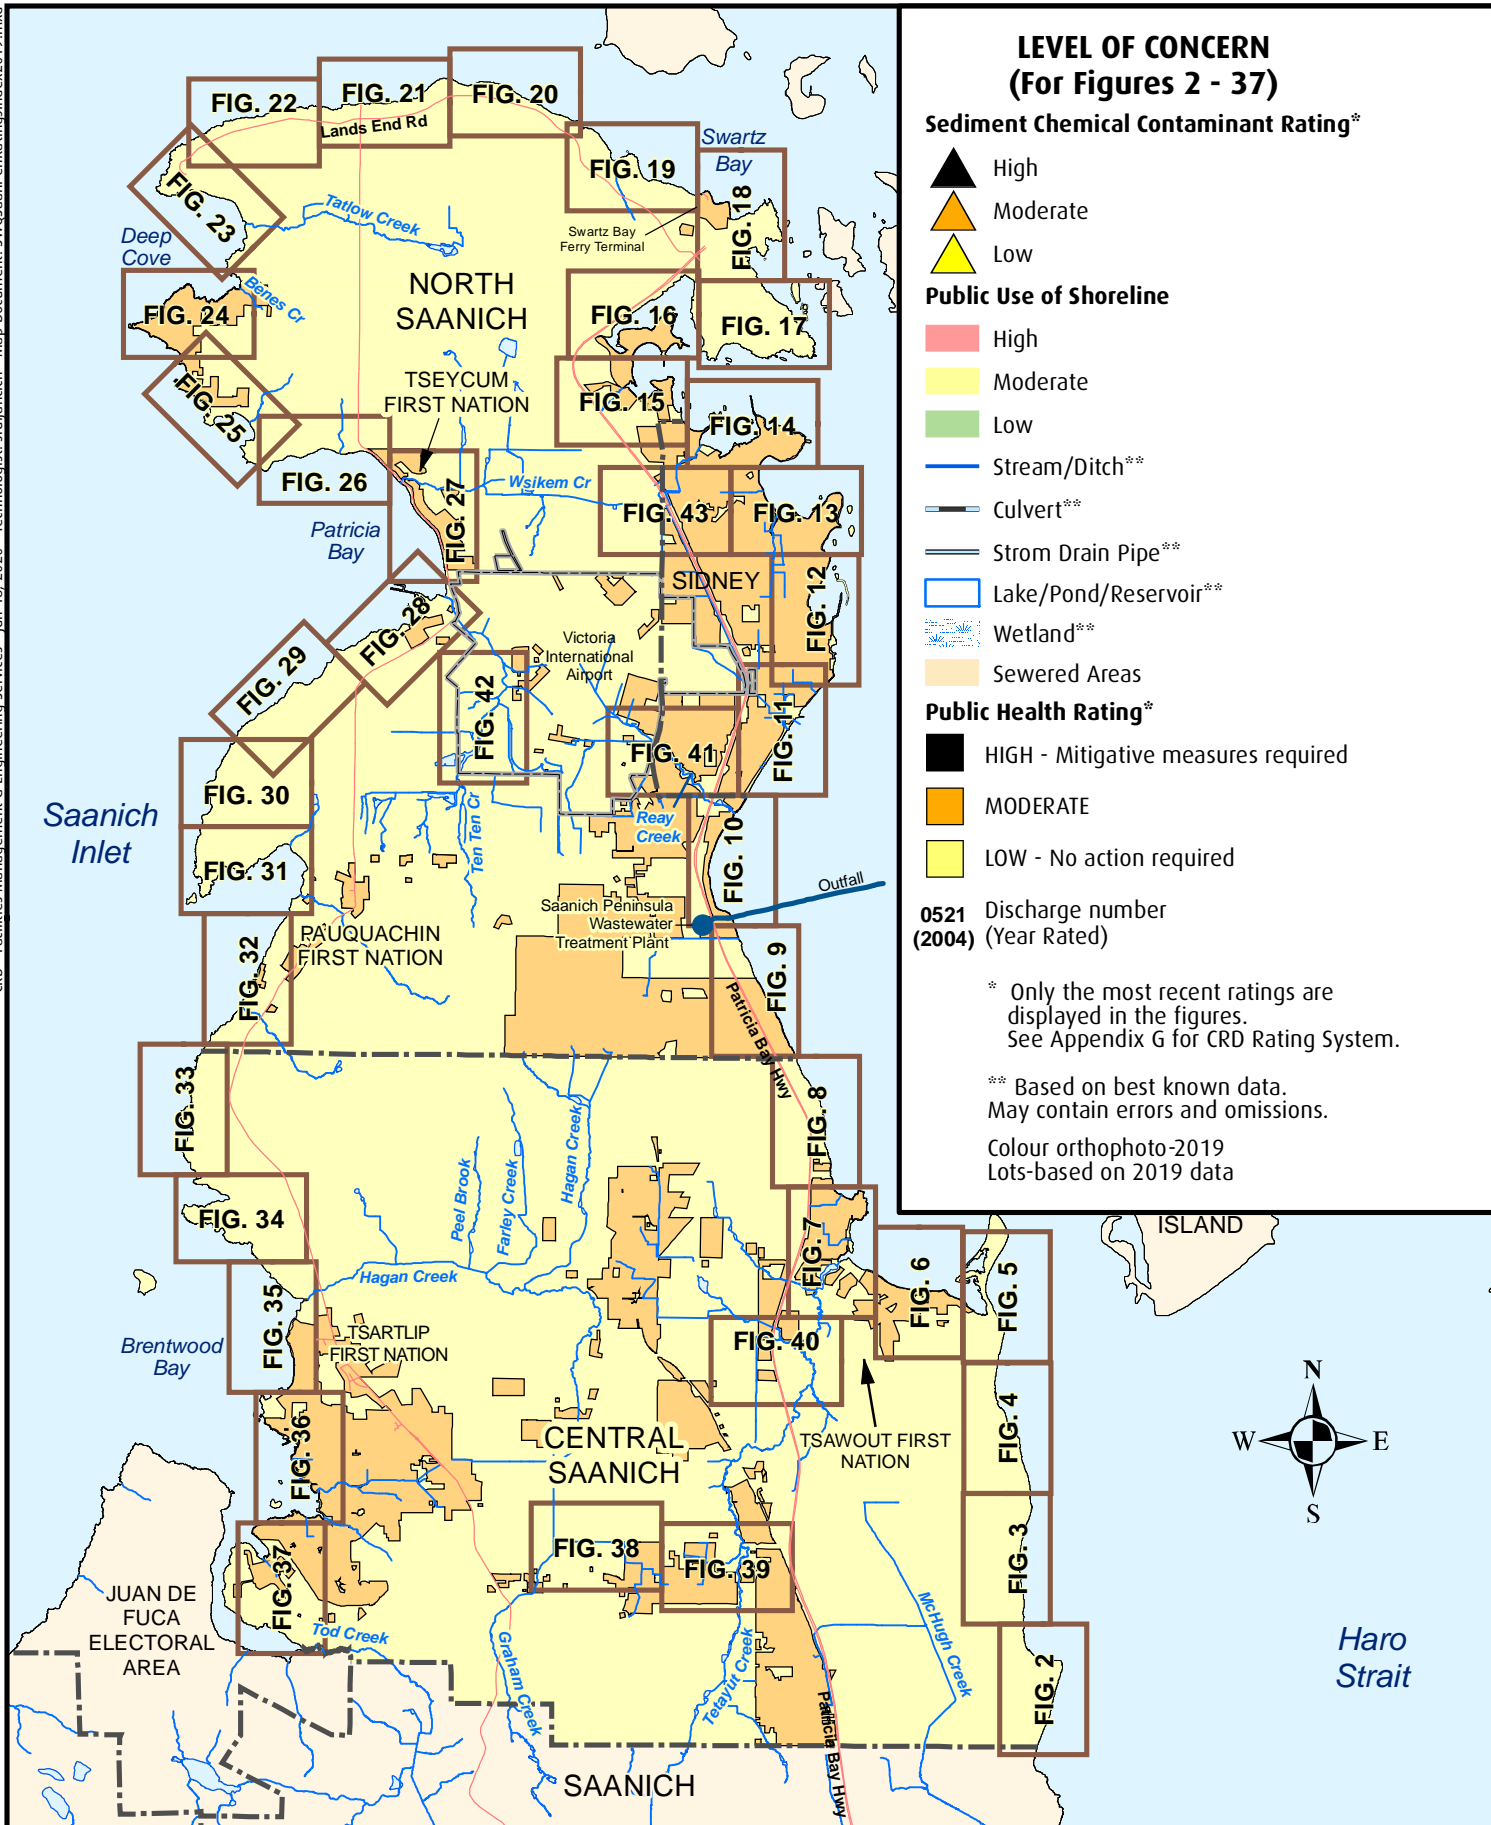 LEVEL OF CONCERN
(For Figures 2 - 37)
Sediment Chemical Contaminant Rating*
High
Moderate
Low
Public Use of Shoreline
High
Moderate
Low
Stream/Ditch**
Culvert**
Strom Drain Pipe**
Lake/Pond/Reservoir**
Wetland**
Sewered Areas
Public Health Rating*
HIGH - Mitigative measures required
MODERATE
LOW - No action required
0521 Discharge number
(2004) (Year Rated)
* Only the most recent ratings are
displayed in the figures.
See Appendix G for CRD Rating System.
** Based on best known data.
May contain errors and omissions.
Colour orthophoto-2019
Lots-based on 2019 data
FIG. 22
FIG. 21
FIG. 20
Lands End Rd
FIG. 19
Swartz
Bay
FIG. 18
FIG. 23
Tatlow Creek
Swartz Bay
Ferry Terminal
Deep
Cove
Benes Cr
NORTH
SAANICH
FIG. 24
FIG. 16
FIG. 17
TSEYCUM
FIRST NATION
FIG. 25
FIG. 15
FIG. 14
FIG. 26
Wsikem Cr
FIG. 27
FIG. 43
FIG. 13
Patricia
Bay
SIDNEY
FIG. 12
FIG. 28
Victoria
International
Airport
FIG. 29
FIG. 42
FIG. 11
FIG. 41
FIG. 30
Saanich
Inlet
Ten Ten Cr
Reay
Creek
FIG. 10
FIG. 31
Outfall
Saanich Peninsula
Wastewater
Treatment Plant
PAUQUACHIN
FIRST NATION
FIG. 32
FIG. 9
Patricia Bay Hwy
FIG. 33
FIG. 8
Peel Brook
Farley Creek
Hagan Creek
FIG. 34
FIG. 7
ISLAND
Hagan Creek
FIG. 6
FIG. 5
FIG. 35
Brentwood
Bay
TSARTLIP
FIRST NATION
FIG. 40
FIG. 4
FIG. 36
CENTRAL
SAANICH
TSAWOUT FIRST
NATION
N
W
E
S
FIG. 38
FIG. 39
FIG. 3
FIG. 37
JUAN DE
FUCA
ELECTORAL
AREA
Tod Creek
Graham Creek
Tetayut Creek
McHugh Creek
FIG. 2
Haro
Strait
Patricia Bay Hwy
SAANICH